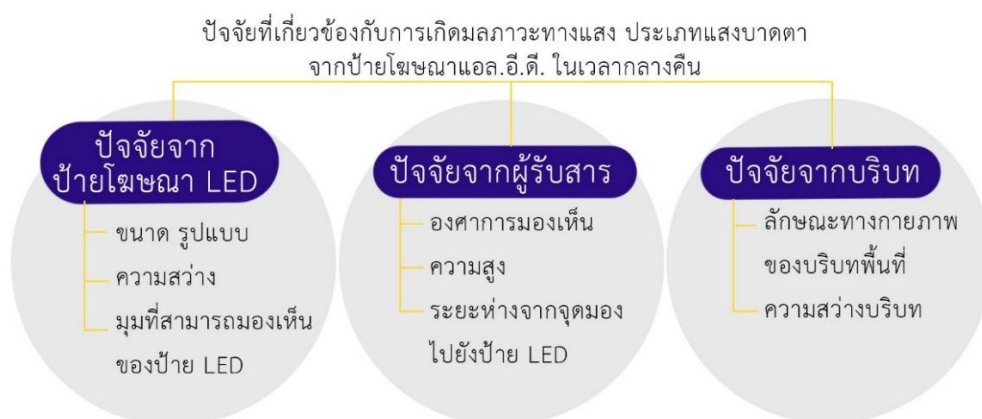 ปัจจัยที่เกี่ยวข้องกับการเกิดมลภาวะทางแสง ประเภทแสงบาดตา
จากป้ายโฆษณาแอล.อี.ดี. ในเวลากลางคืน
ปัจจัยจาก
ป้ายโฆษณา LED
ขนาด รูปแบบ
ความสว่าง
มุมที่สามารถมองเห็น
ของป้าย LED
ปัจจัยจากผู้รับสาร
องศาการมองเห็น
ความสูง
ระยะห่างจากจุดมอง
ไปยังป้าย LED
ปัจจัยจากบริบท
ลักษณะทางกายภาพ
ของบริบทพื้นที่
ความสว่างบริบท